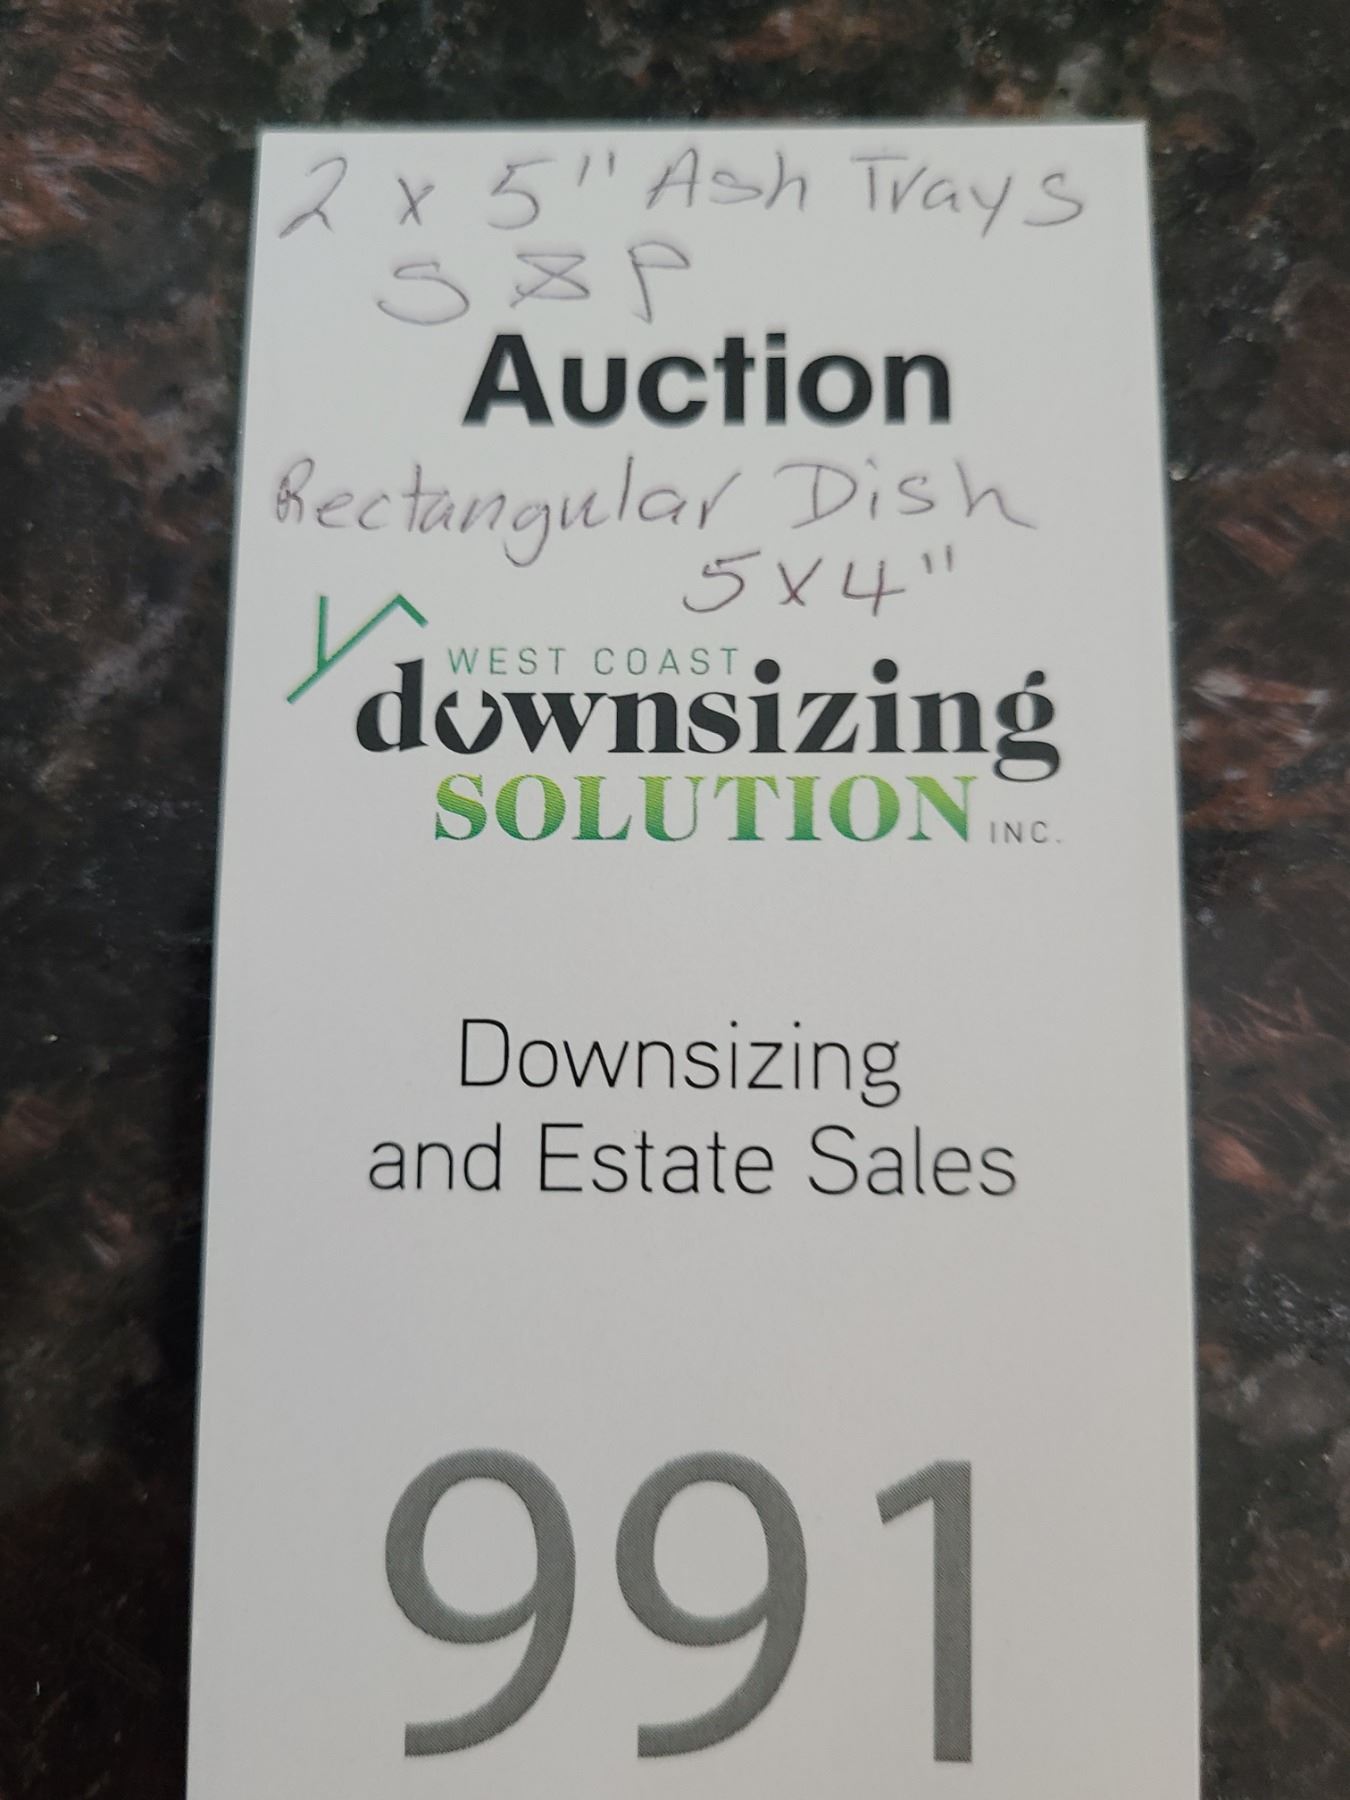 2 x 5" Ash Trays
S & P
Auction
Rectangular Dish
5x4"
WEST COAST
downsizing
SOLUTION INC.
Downsizing
and Estate Sales
991